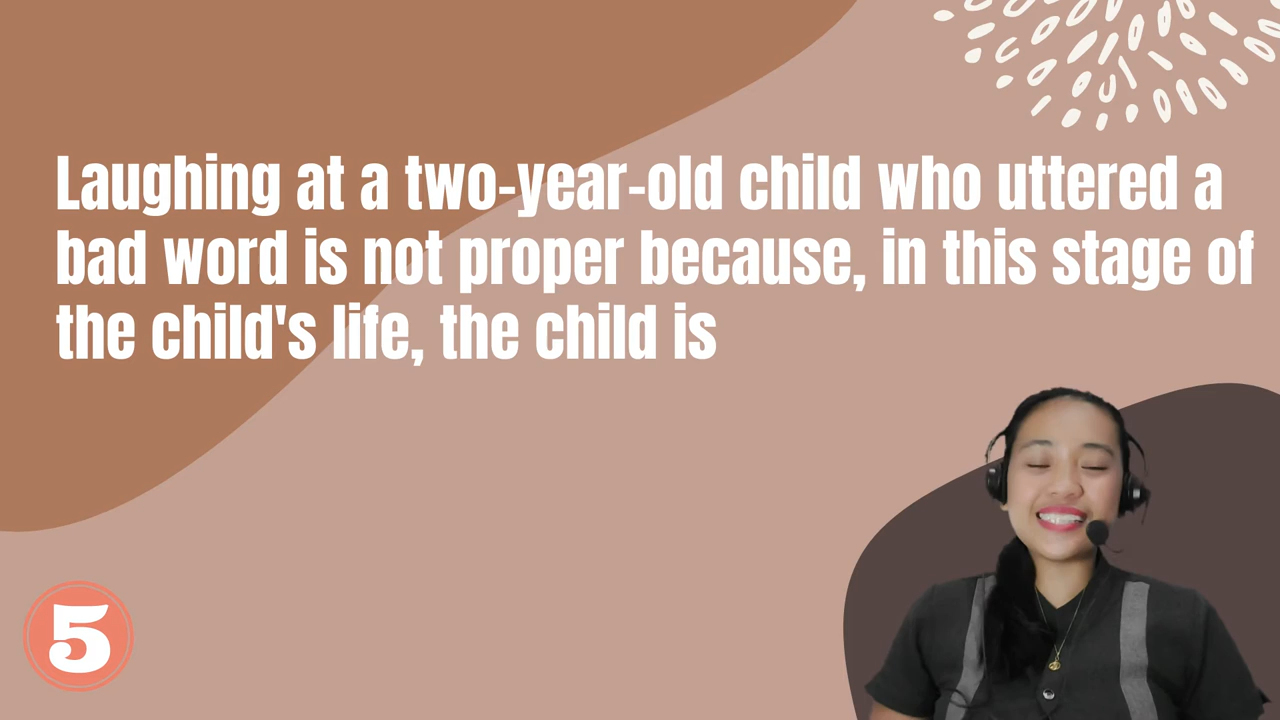 Laughing at a two-year-old child who uttered a
bad word is not proper because, in this stage of
the child's life, the child is
5